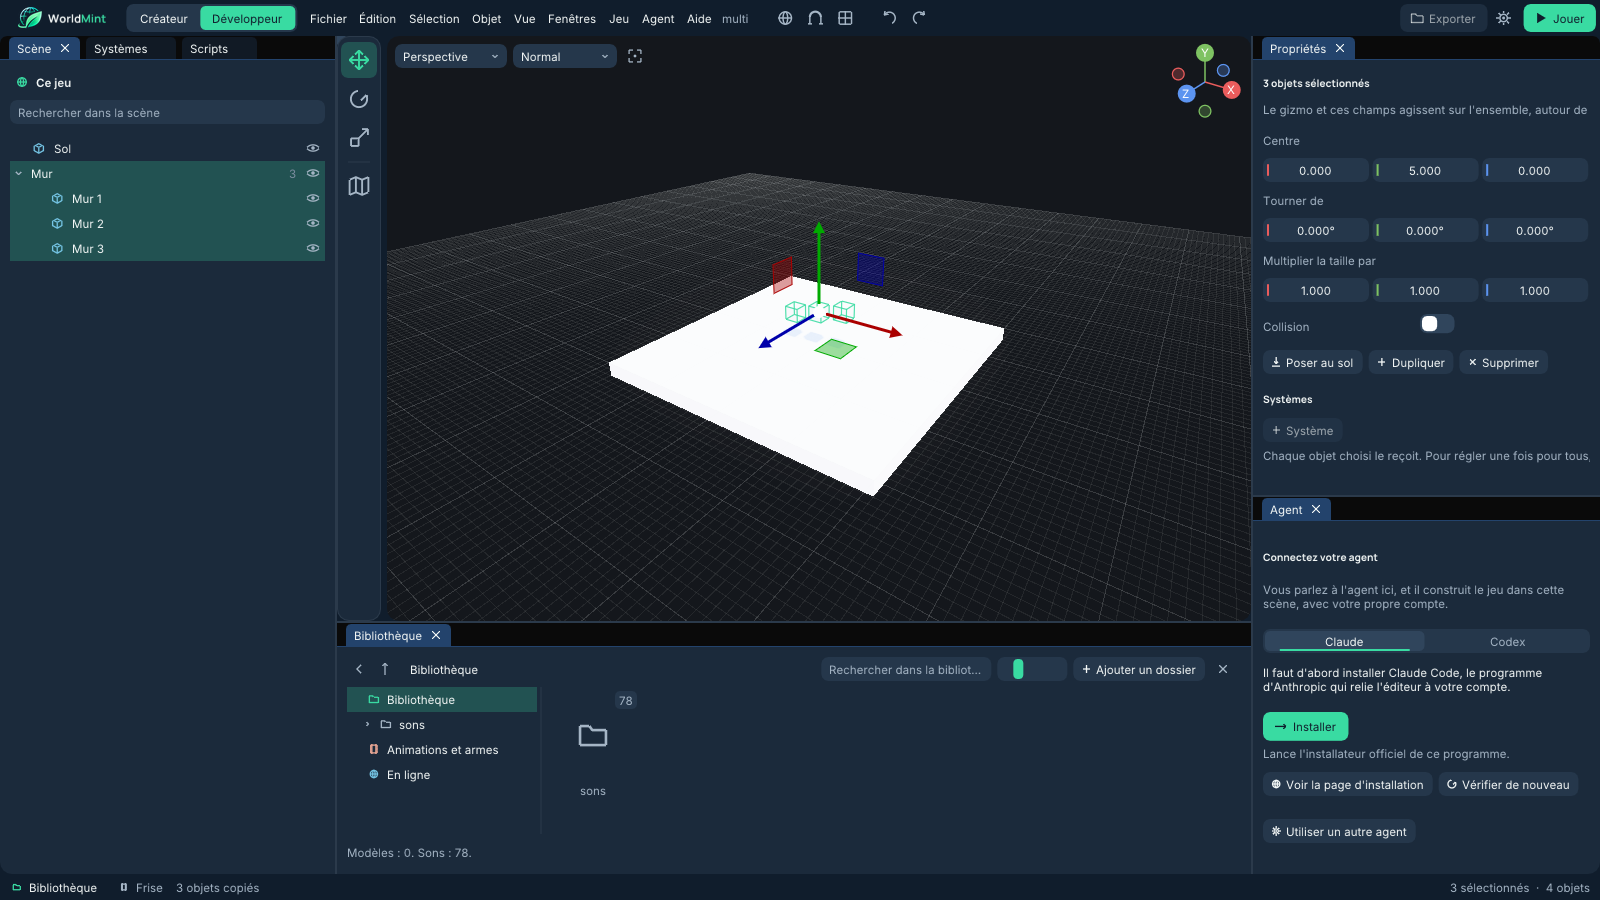 WorldMint
Créateur
Développeur
Fichier
Édition
Sélection
Objet
Vue
Fenêtres
Jeu
Agent
Aide
multi
Exporter
Jouer
Scène
Systèmes
Scripts
Ce jeu
Rechercher dans la scène
Sol
Mur
3
Mur 1
Mur 2
Mur 3
Perspective
Normal
Y
X
Z
Propriétés
3 objets sélectionnés
Le gizmo et ces champs agissent sur l'ensemble, autour de
Centre
0.000
5.000
0.000
Tourner de
0.000°
0.000°
0.000°
Multiplier la taille par
1.000
1.000
1.000
Collision
Poser au sol
+ Dupliquer
× Supprimer
Systèmes
+ Système
Chaque objet choisi le reçoit. Pour régler une fois pour tous,
Agent
Connectez votre agent
Vous parlez à l'agent ici, et il construit le jeu dans cette
scène, avec votre propre compte.
Claude
Codex
Il faut d'abord installer Claude Code, le programme
d'Anthropic qui relie l'éditeur à votre compte.
→ Installer
Lance l'installateur officiel de ce programme.
Voir la page d'installation
Vérifier de nouveau
Utiliser un autre agent
Bibliothèque
Bibliothèque
Rechercher dans la bibliot...
+ Ajouter un dossier
Bibliothèque
sons
Animations et armes
En ligne
78
sons
Modèles : 0. Sons : 78.
Bibliothèque
Frise
3 objets copiés
3 sélectionnés · 4 objets